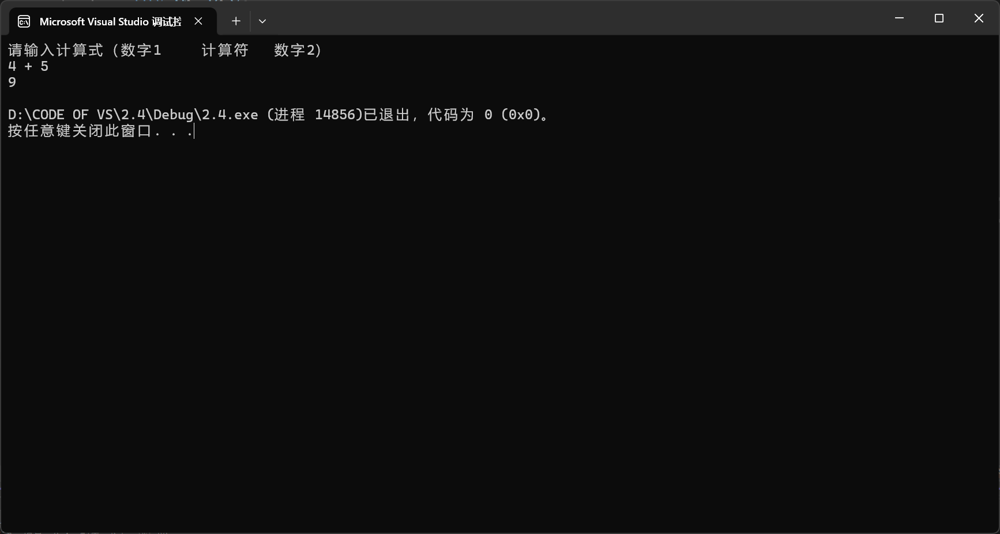 Microsoft Visual Studio 调试控
请输入计算式（数字1     计算符   数字2）
4 + 5
9
D:\CODE OF VS\2.4\Debug\2.4.exe (进程 14856)已退出，代码为 0 (0x0)。
按任意键关闭此窗口. . .